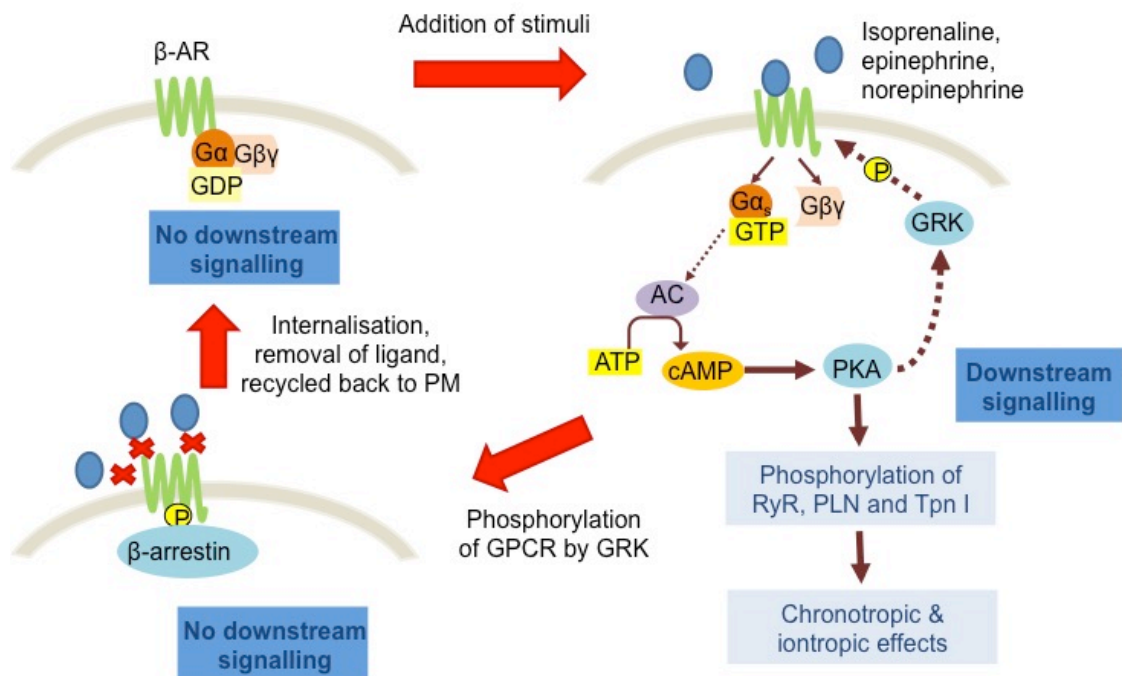 β-AR
Gα
Gβγ
GDP
No downstream
signalling
Addition of stimuli
Isoprenaline,
epinephrine,
norepinephrine
P
Gαs
Gβγ
GTP
GRK
AC
ATP
cAMP
PKA
Downstream
signalling
Phosphorylation of
RyR, PLN and Tpn I
Chronotropic &
iontropic effects
Phosphorylation
of GPCR by GRK
Internalisation,
removal of ligand,
recycled back to PM
P
β-arrestin
No downstream
signalling